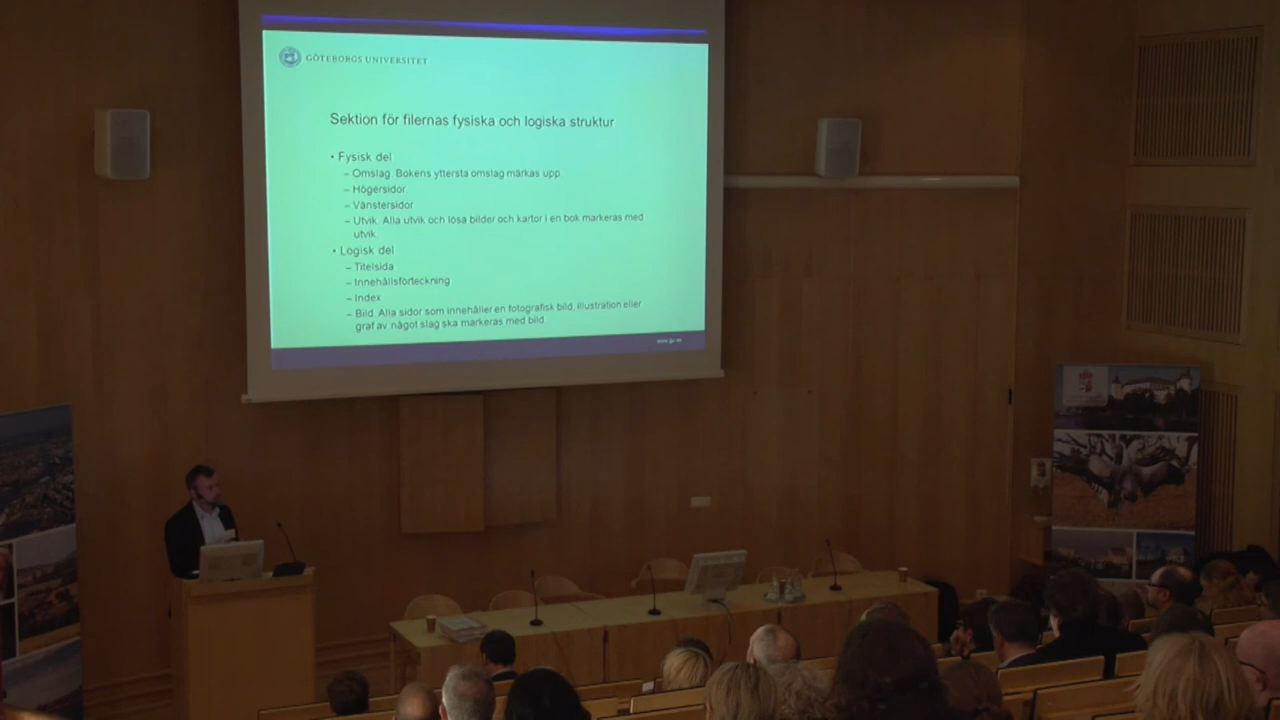 GÖTEBORGS UNIVERSITET
Sektion för filernas fysiska och logiska struktur
• Fysisk del
– Omslag. Bokens yttersta omslag märkas upp.
– Högersidor
– Vänstersidor
– Utvik. Alla utvik och lösa bilder och kartor i en bok markeras med
utvik.
• Logisk del
– Titelsida
– Innehållsförteckning
– Index
– Bild. Alla sidor som innehåller en fotografisk bild, illustration eller
graf av något slag ska markeras med bild.
www.gu.se